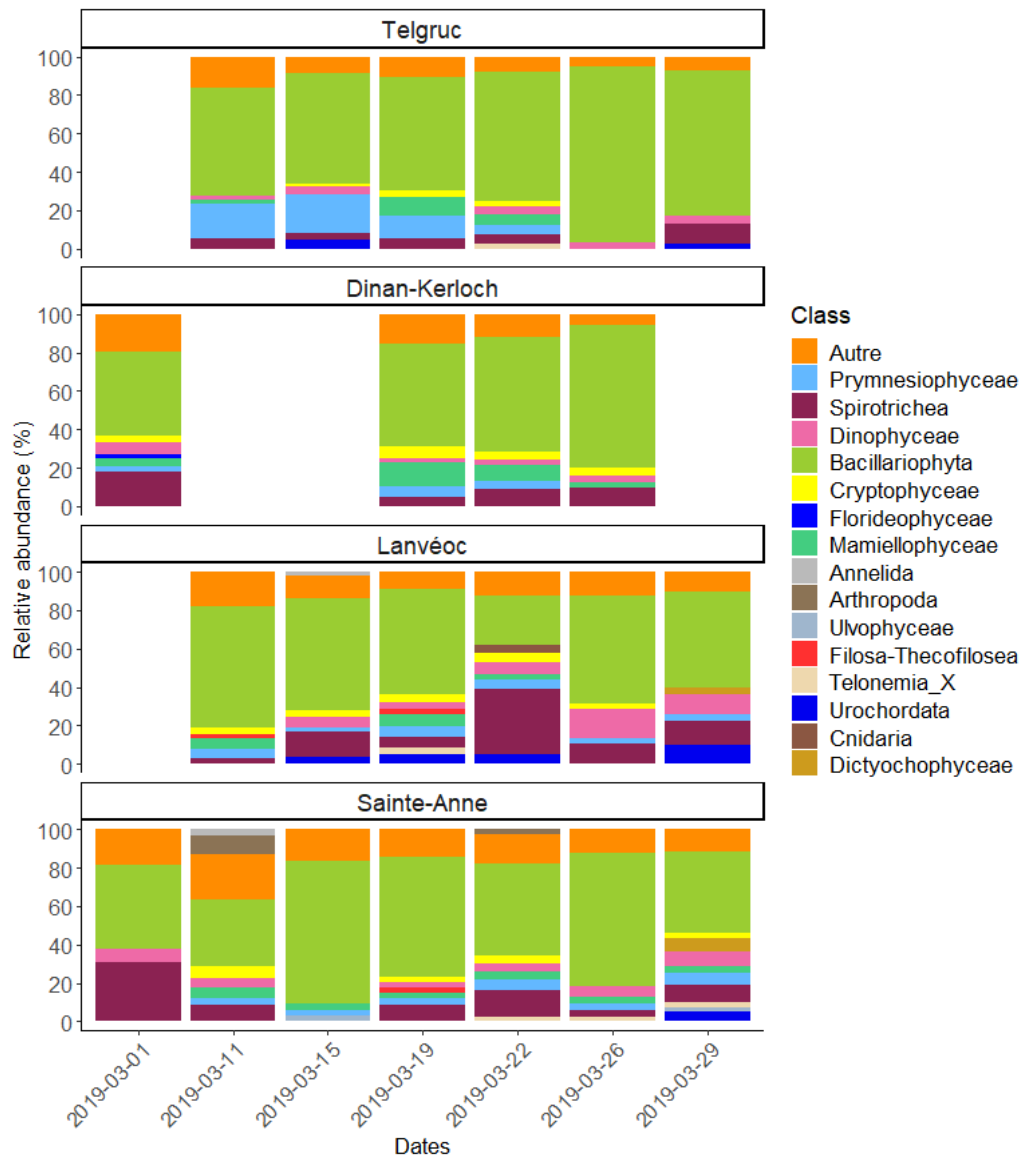 Telgruc
100
80
60
40
20
0
Dinan-Kerloch
100
80
60
40
20
0
Lanvéoc
100
80
60
40
20
0
Sainte-Anne
100
80
60
40
20
0
Relative abundance (%)
2019-03-01
2019-03-11
2019-03-15
2019-03-19
2019-03-22
2019-03-26
2019-03-29
Dates
Class
Autre
Prymnesiophyceae
Spirotrichea
Dinophyceae
Bacillariophyta
Cryptophyceae
Florideophyceae
Mamiellophyceae
Annelida
Arthropoda
Ulvophyceae
Filosa-Thecofilosea
Telonemia_X
Urochordata
Cnidaria
Dictyochophyceae